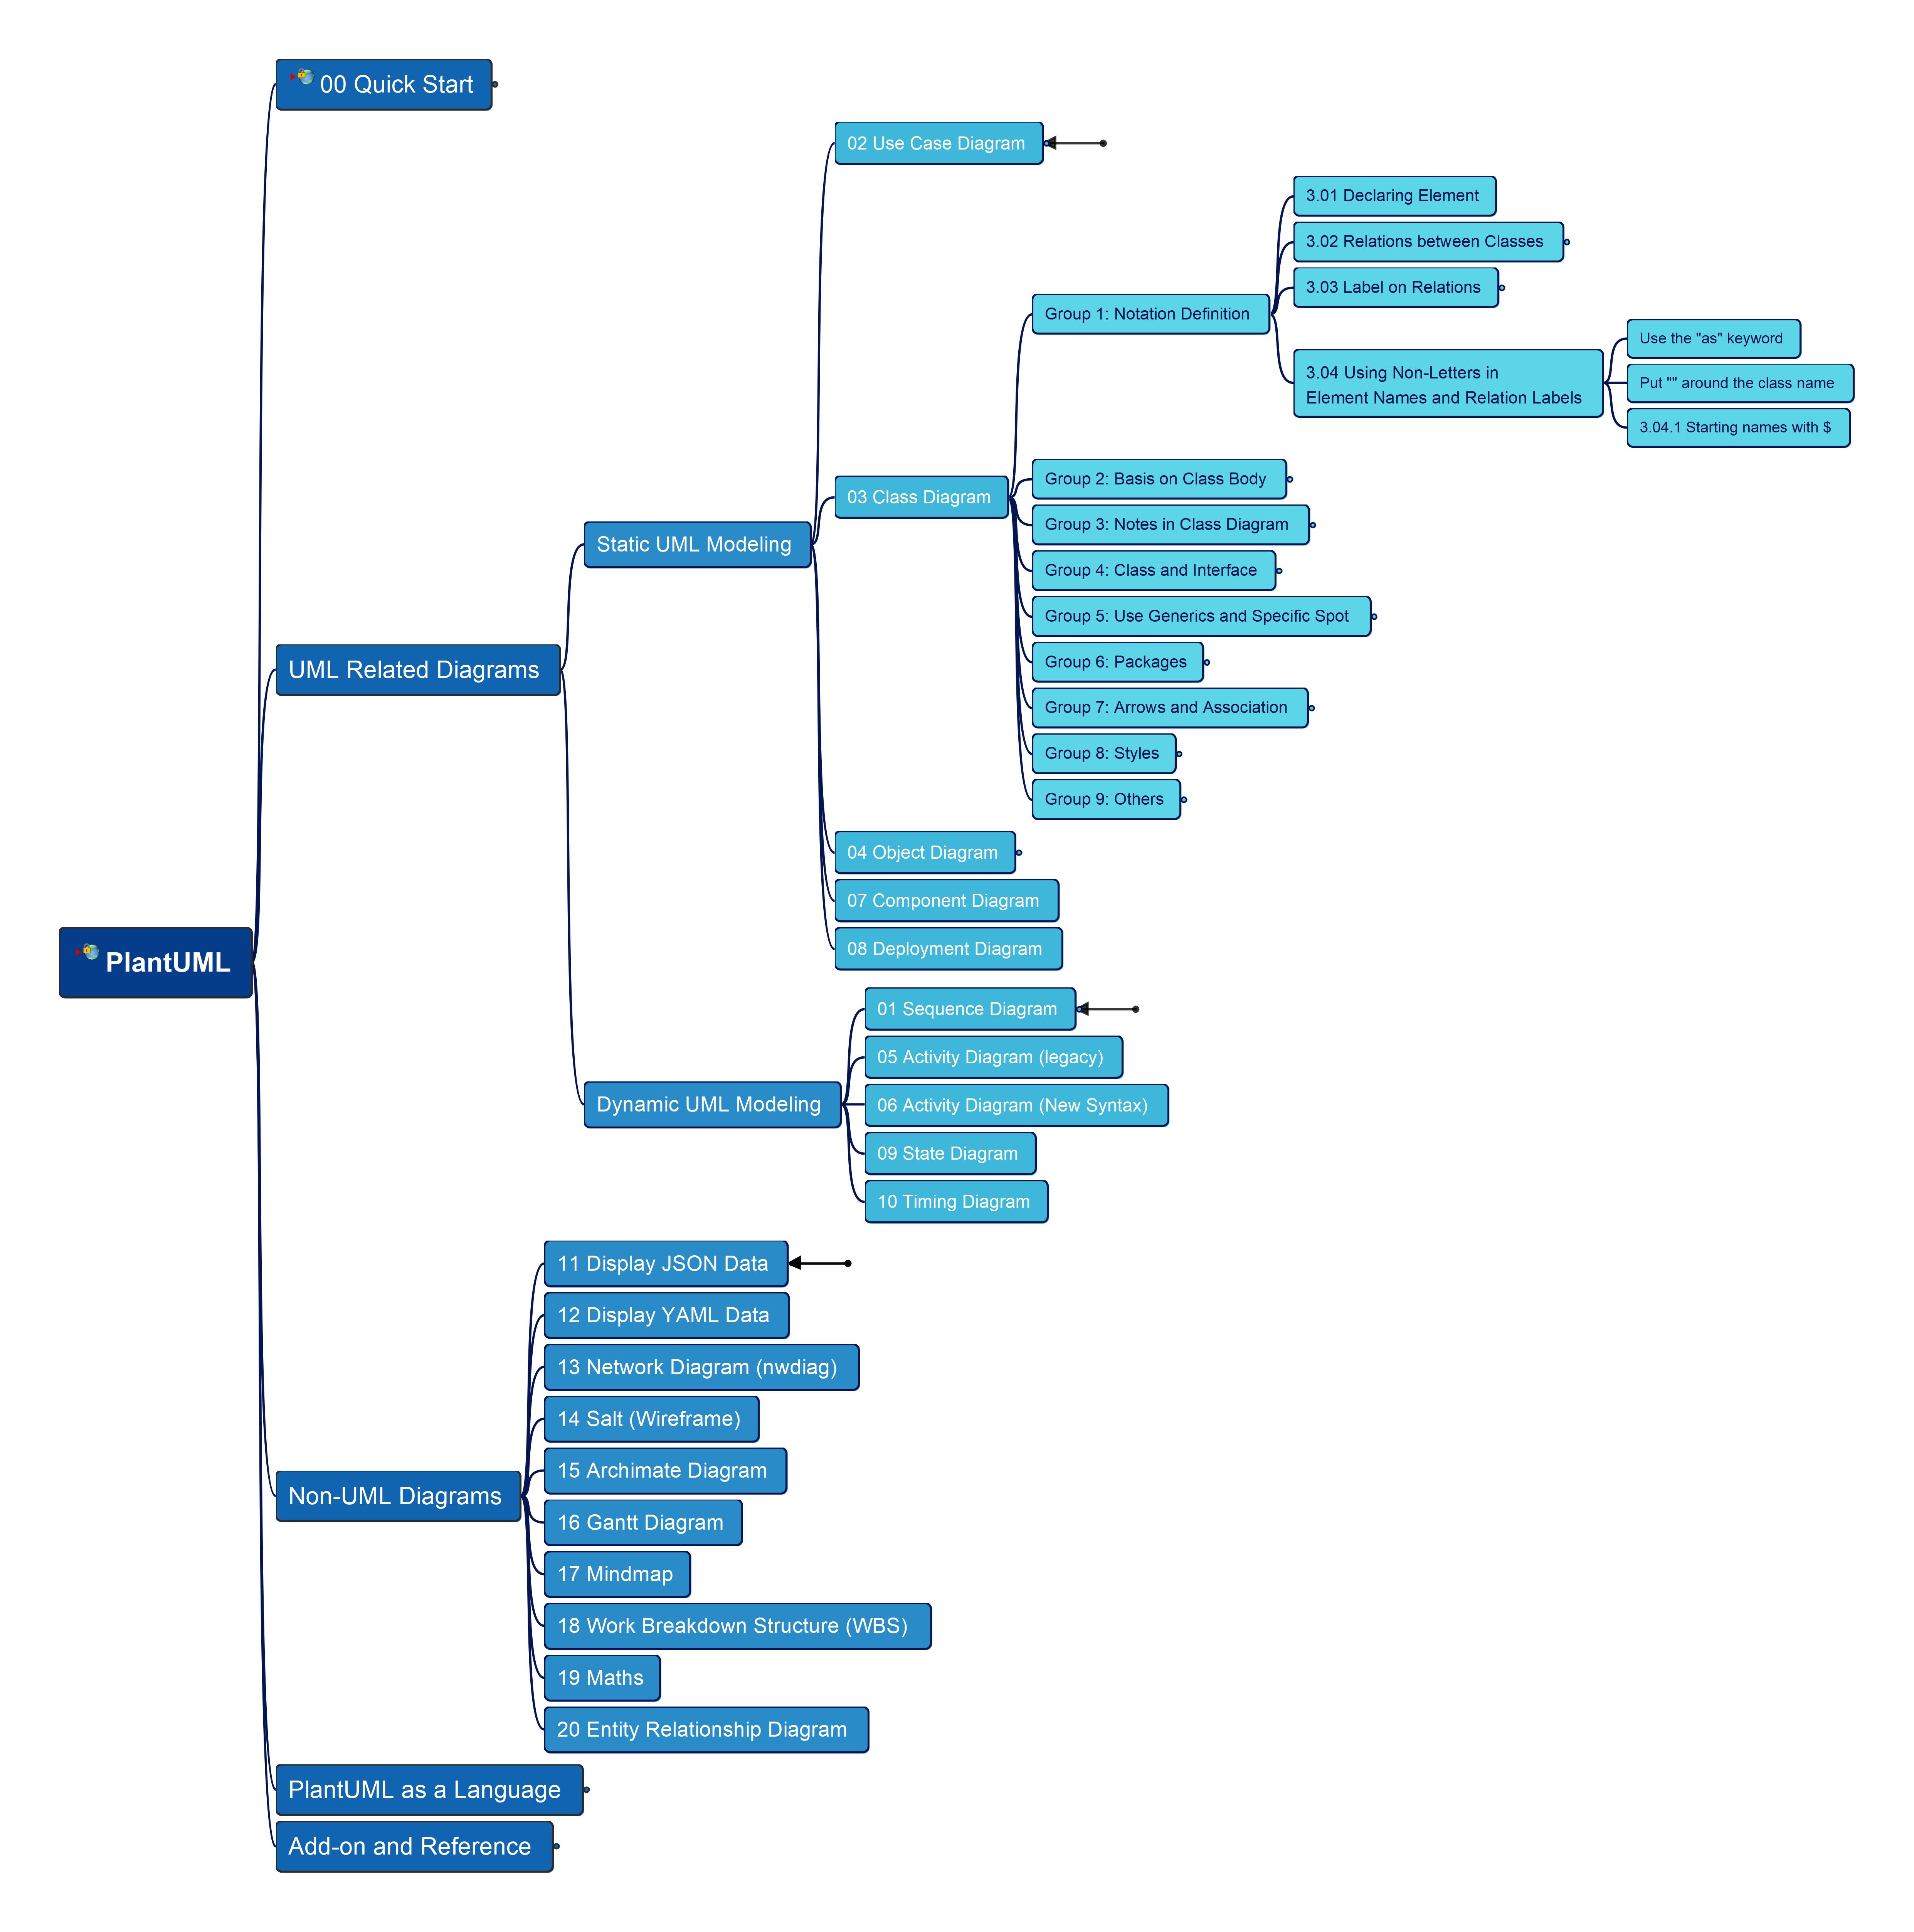 00 Quick Start
02 Use Case Diagram
3.01 Declaring Element
3.02 Relations between Classes
3.03 Label on Relations
Group 1: Notation Definition
Use the "as" keyword
3.04 Using Non-Letters in
Element Names and Relation Labels
Put "" around the class name
3.04.1 Starting names with $
Group 2: Basis on Class Body
03 Class Diagram
Group 3: Notes in Class Diagram
Static UML Modeling
Group 4: Class and Interface
Group 5: Use Generics and Specific Spot
UML Related Diagrams
Group 6: Packages
Group 7: Arrows and Association
Group 8: Styles
Group 9: Others
04 Object Diagram
07 Component Diagram
08 Deployment Diagram
PlantUML
01 Sequence Diagram
05 Activity Diagram (legacy)
Dynamic UML Modeling
06 Activity Diagram (New Syntax)
09 State Diagram
10 Timing Diagram
11 Display JSON Data
12 Display YAML Data
13 Network Diagram (nwdiag)
14 Salt (Wireframe)
15 Archimate Diagram
Non-UML Diagrams
16 Gantt Diagram
17 Mindmap
18 Work Breakdown Structure (WBS)
19 Maths
20 Entity Relationship Diagram
PlantUML as a Language
Add-on and Reference